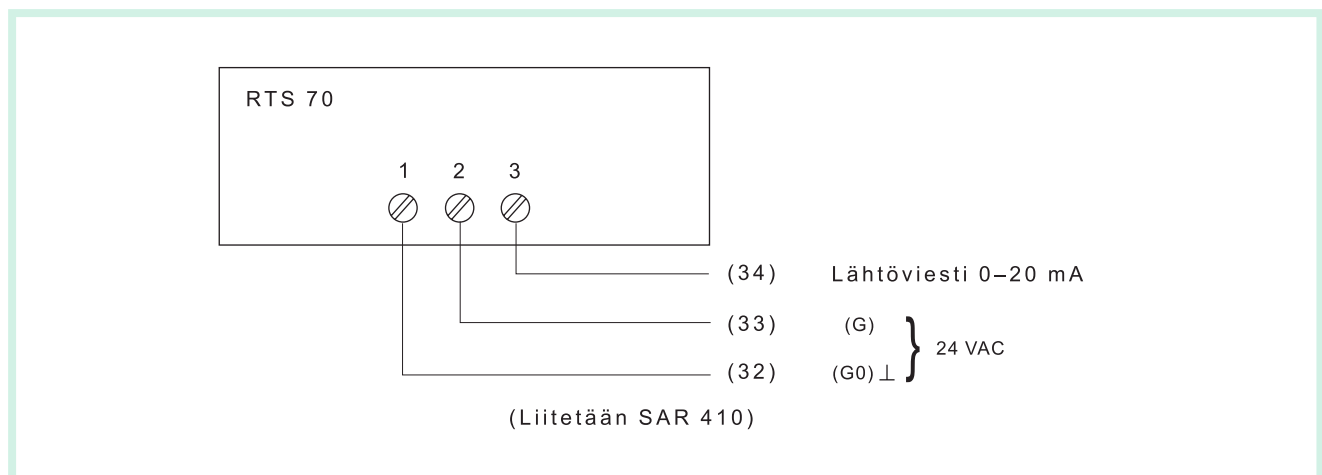 RTS 70
1 2 3
(34) Lähtöviesti 0–20 mA
(33) (G)
24 VAC
(32) (G0) ⊥
(Liitetään SAR 410)